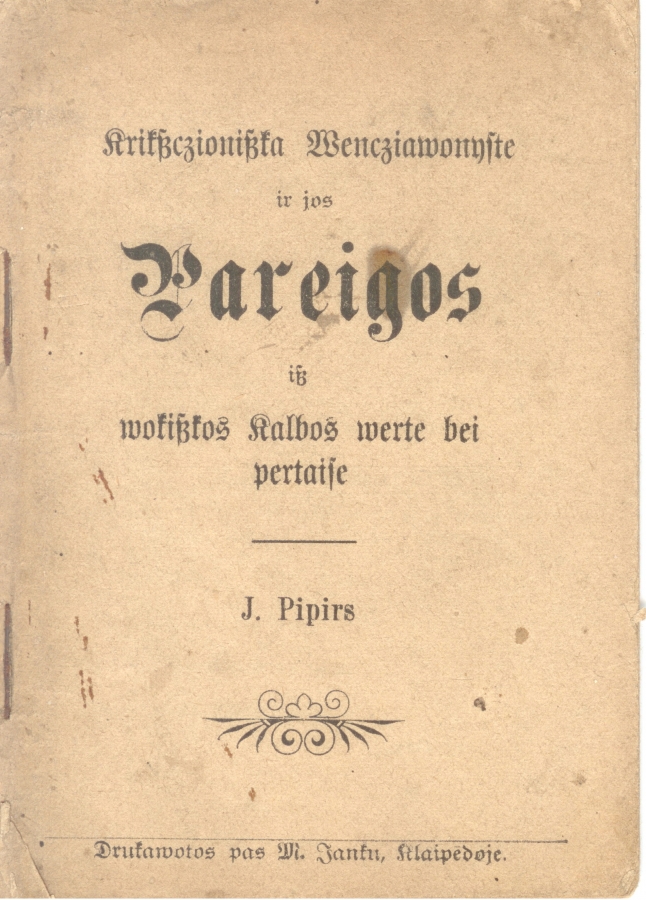 Krikßczionißka Wencziawonyſte
ir jos
Pareigos
iß
wokißkos Kalbos werte bei
pertaiſe
J. Pipirs
Drukawotos pas M. Janku, Klaipėdoje.